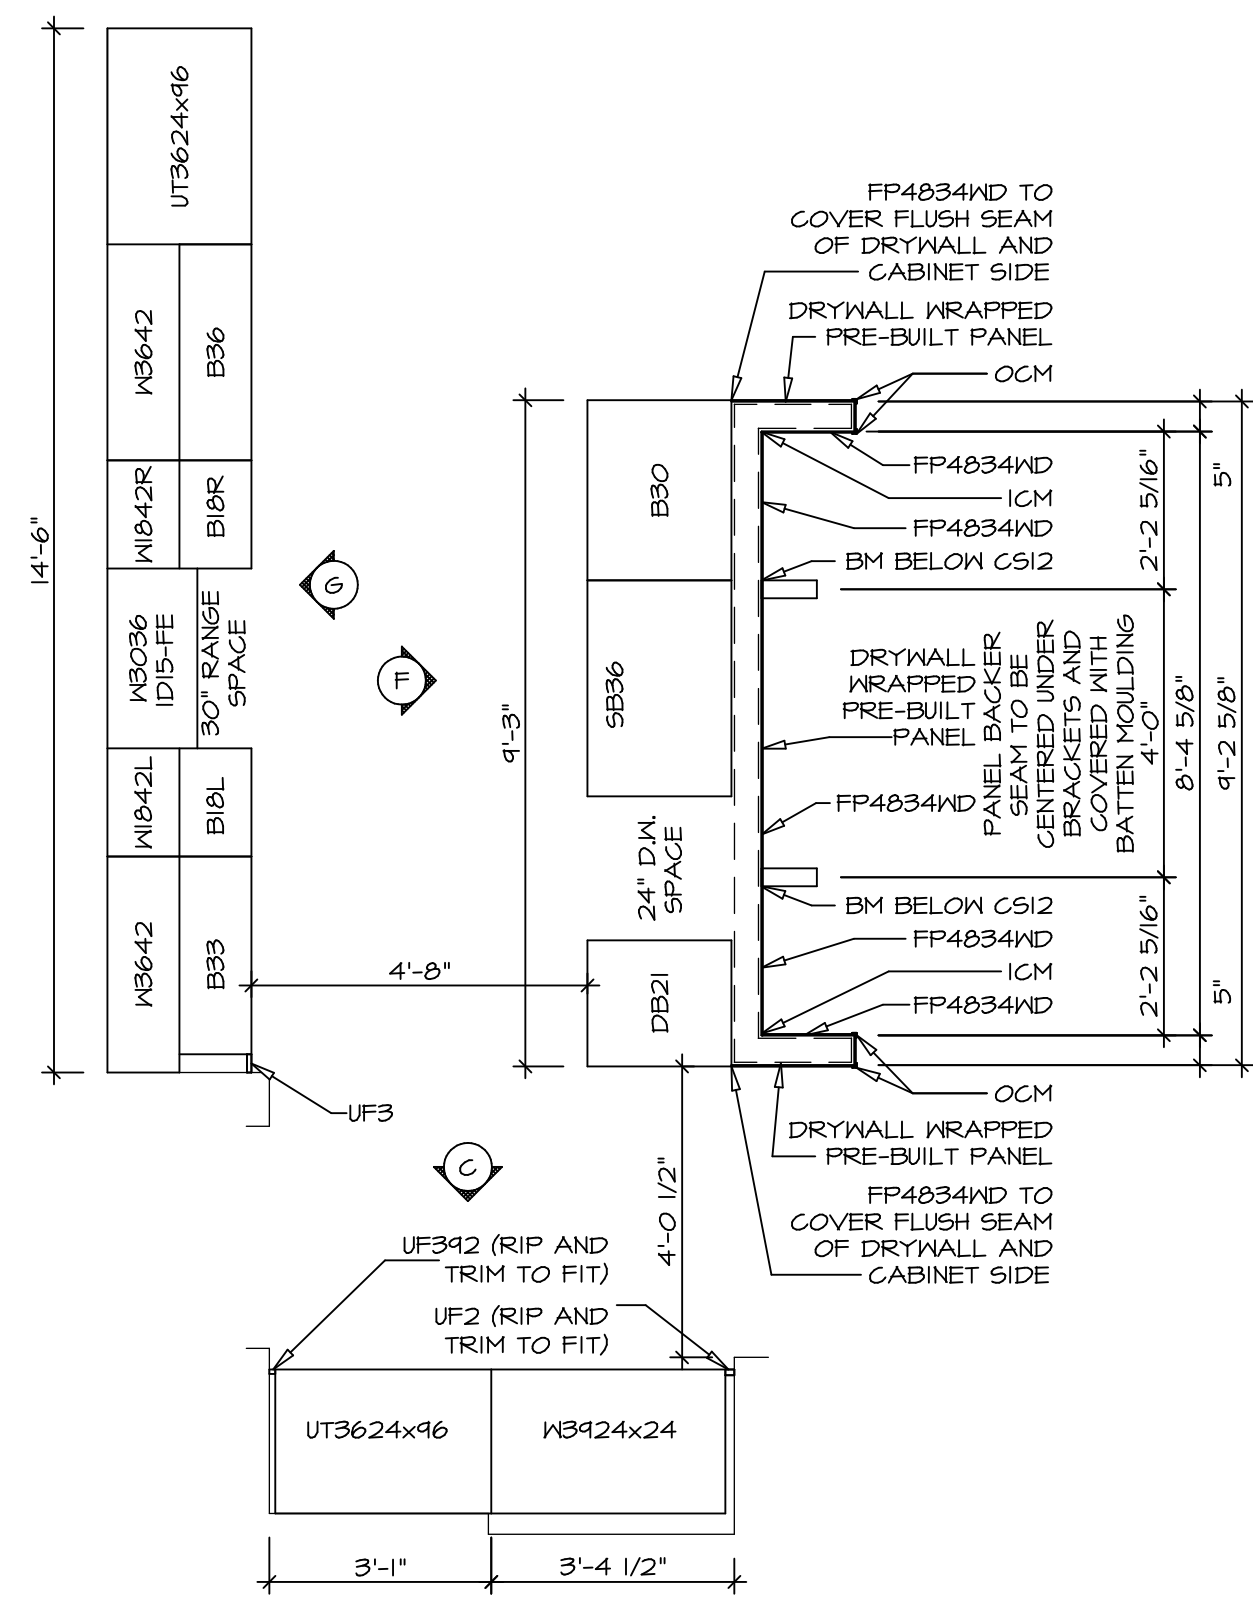 14'-6"
UT3624x96
W3642
B36
W1842R
B18R
W3036
1D15-FE
30" RANGE
SPACE
W1842L
B18L
W3642
B33
UF3
G
F
C
4'-8"
9'-3"
B30
SB36
24" D.W.
SPACE
DB21
FP4834WD TO
COVER FLUSH SEAM
OF DRYWALL AND
CABINET SIDE
DRYWALL WRAPPED
PRE-BUILT PANEL
OCM
FP4834WD
ICM
FP4834WD
BM BELOW CS12
DRYWALL
WRAPPED
PRE-BUILT
PANEL
PANEL BACKER
SEAM TO BE
CENTERED UNDER
BRACKETS AND
COVERED WITH
BATTEN MOULDING
FP4834WD
BM BELOW CS12
FP4834WD
ICM
FP4834WD
OCM
DRYWALL WRAPPED
PRE-BUILT PANEL
FP4834WD TO
COVER FLUSH SEAM
OF DRYWALL AND
CABINET SIDE
2'-2 5/16"
4'-0"
2'-2 5/16"
5"
8'-4 5/8"
5"
9'-2 5/8"
4'-0 1/2"
UF392 (RIP AND
TRIM TO FIT)
UF2 (RIP AND
TRIM TO FIT)
UT3624x96
W3924x24
3'-1"
3'-4 1/2"